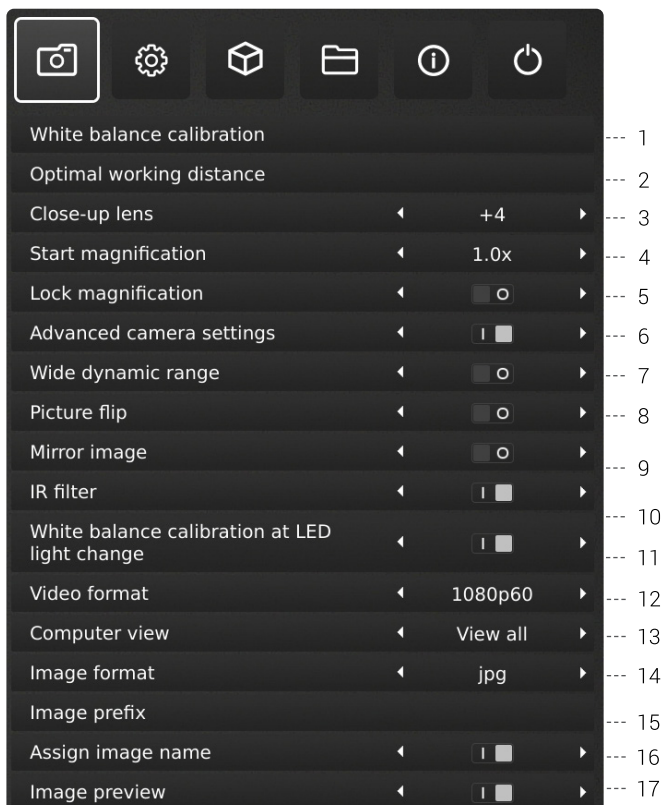 White balance calibration --- 1
Optimal working distance --- 2
Close-up lens +4 --- 3
Start magnification 1.0x --- 4
Lock magnification O --- 5
Advanced camera settings I --- 6
Wide dynamic range O --- 7
Picture flip O --- 8
Mirror image O --- 9
IR filter I --- 10
White balance calibration at LED
light change I --- 11
Video format 1080p60 --- 12
Computer view View all --- 13
Image format jpg --- 14
Image prefix --- 15
Assign image name I --- 16
Image preview I --- 17